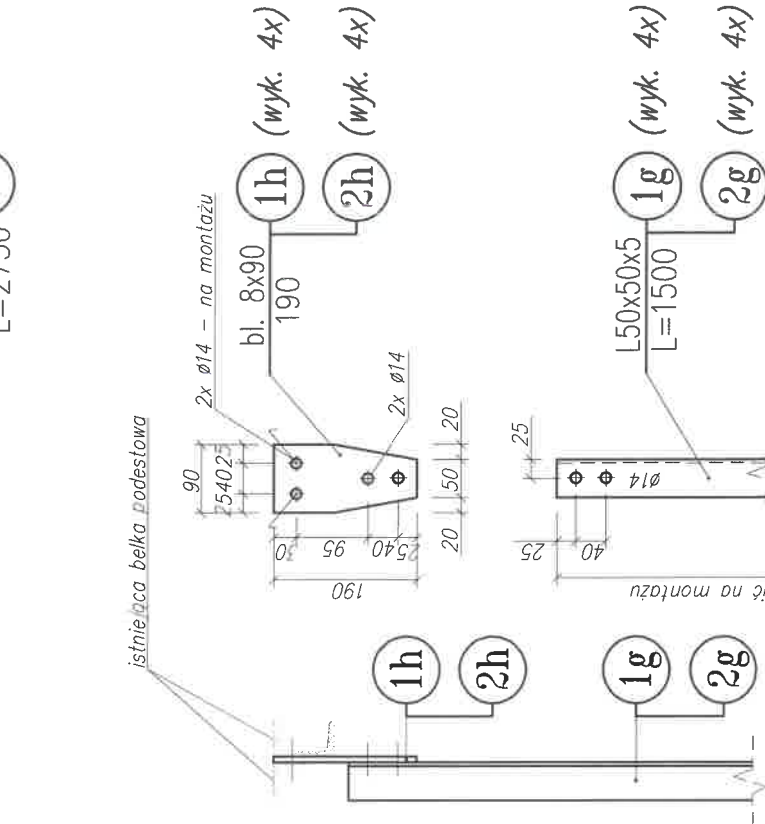 L=2750
istniejąca belka podestowa
2x ø14 – na montażu
bl. 8x90
190
1h (wyk. 4x)
2h (wyk. 4x)
90
25 40 25
30
95
40
25
190
2x ø14
20 50 20
25
L50x50x5
L=1500
1g (wyk. 4x)
2g (wyk. 4x)
25
40
ø14
na montażu
1h
2h
1g
2g